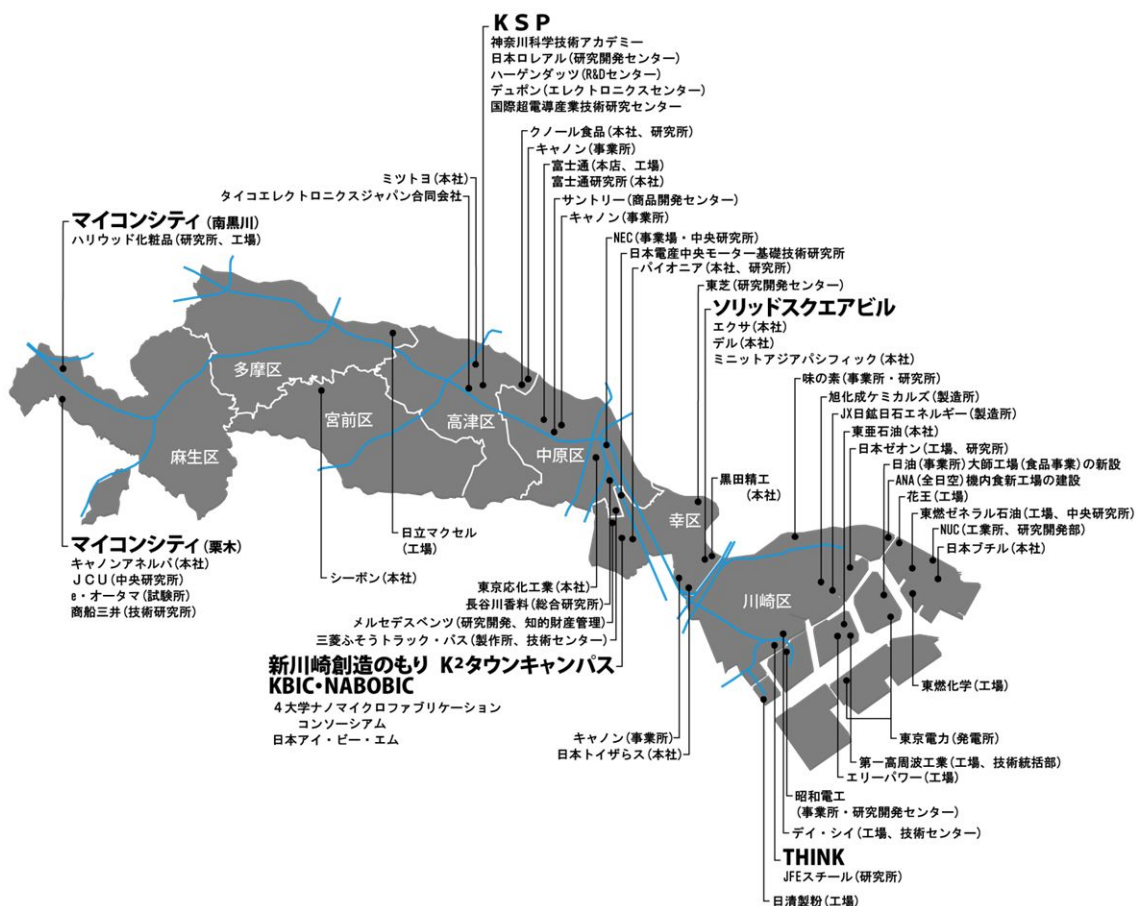 KSP
神奈川科学技術アカデミー
日本ロレアル(研究開発センター)
ハーゲンダッツ(R&Dセンター)
デュポン(エレクトロニクスセンター)
国際超電導産業技術研究センター
クノール食品(本社、研究所)
キャノン(事業所)
富士通(本店、工場)
富士通研究所(本社)
サントリー(商品開発センター)
キャノン(事業所)
ミツトヨ(本社)
タイコエレクトロニクスジャパン合同会社
マイコンシティ(南黒川)
ハリウッド化粧品(研究所、工場)
NEC(事業場・中央研究所)
日本電産中央モーター基礎技術研究所
パイオニア(本社、研究所)
東芝(研究開発センター)
ソリッドスクエアビル
エクサ(本社)
デル(本社)
ミニットアジアパシフィック(本社)
味の素(事業所・研究所)
旭化成ケミカルズ(製造所)
JX日鉱日石エネルギー(製造所)
東亜石油(本社)
日本ゼオン(工場、研究所)
日油(事業所)大師工場(食品事業)の新設
ANA(全日空)機内食新工場の建設
花王(工場)
東燃ゼネラル石油(工場、中央研究所)
NUC(工業所、研究開発部)
日本ブチル(本社)
多摩区
宮前区
高津区
中原区
麻生区
幸区
川崎区
黒田精工
(本社)
マイコンシティ(栗木)
キャノンアネルバ(本社)
JCU(中央研究所)
e・オータマ(試験所)
商船三井(技術研究所)
シーボン(本社)
日立マクセル
(工場)
東京応化工業(本社)
長谷川香料(総合研究所)
メルセデスベンツ(研究開発、知的財産管理)
三菱ふそうトラック・バス(製作所、技術センター)
新川崎創造のもり K²タウンキャンパス
KBIC・NABOBIC
4大学ナノマイクロファブリケーション
コンソーシアム
日本アイ・ビー・エム
キャノン(事業所)
日本トイザらス(本社)
東燃化学(工場)
東京電力(発電所)
第一高周波工業(工場、技術統括部)
エリーパワー(工場)
昭和電工
(事業所・研究開発センター)
デイ・シイ(工場、技術センター)
THINK
JFEスチール(研究所)
日清製粉(工場)